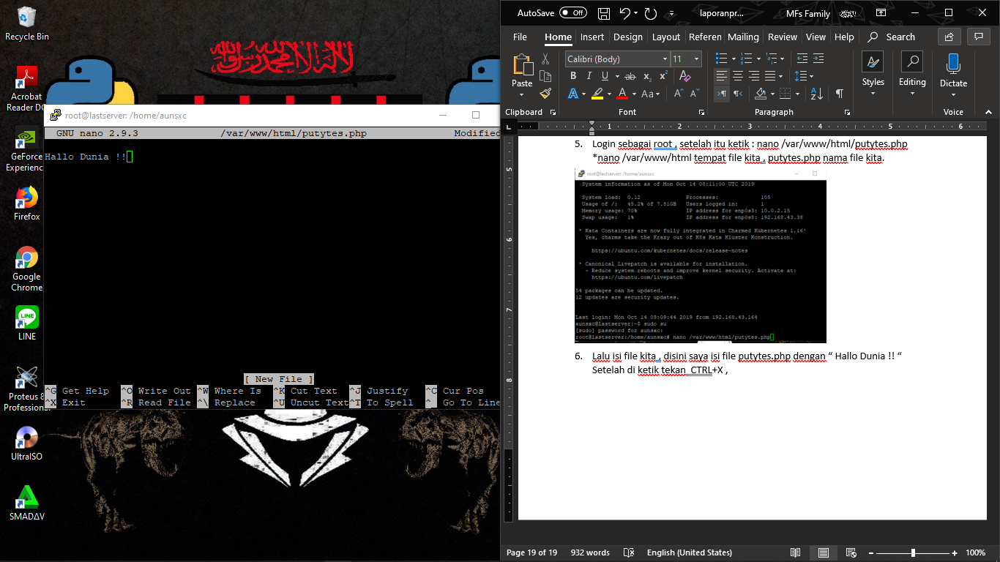 Recycle Bin
Acrobat
Reader DC
GeForce
Experience
Firefox
Google
Chrome
LINE
Proteus 8
Professional
UltraISO
SMADΔV
لا إله إلا الله محمد رسول الله
root@lastserver: /home/aunsxc
GNU nano 2.9.3 /var/www/html/putytes.php Modified
Hallo Dunia !!
[ New File ]
^G Get Help ^O Write Out ^W Where Is ^K Cut Text ^J Justify ^C Cur Pos
^X Exit ^R Read File ^\ Replace ^U Uncut Text ^T To Spell ^ Go To Line
AutoSave Off laporanpr... MFs Family
File Home Insert Design Layout Referen Mailing Review View Help Search
Paste Calibri (Body) 11 Styles Editing Dictate
B I U ab x₂ x² A
A A Aa A A
Clipboard Font Paragraph Voice
L 1 2 3 4 5 6
5. Login sebagai root , setelah itu ketik : nano /var/www/html/putytes.php
*nano /var/www/html tempat file kita , putytes.php nama file kita.
root@lastserver: /home/aunsxc
System information as of Mon Oct 14 08:11:00 UTC 2019
System load: 0.12 Processes: 105
Usage of /: 45.2% of 7.81GB Users logged in: 1
Memory usage: 70% IP address for enp0s3: 10.0.2.15
Swap usage: 1% IP address for enp0s8: 192.168.43.38
* Kata Containers are now fully integrated in Charmed Kubernetes 1.16!
Yes, charms take the Krazy out of K8s Kata Kluster Konstruction.
https://ubuntu.com/kubernetes/docs/release-notes
* Canonical Livepatch is available for installation.
- Reduce system reboots and improve kernel security. Activate at:
https://ubuntu.com/livepatch
54 packages can be updated.
12 updates are security updates.
Last login: Mon Oct 14 08:09:44 2019 from 192.168.43.164
aunsxc@lastserver:~$ sudo su
[sudo] password for aunsxc:
root@lastserver:/home/aunsxc# nano /var/www/html/putytes.php
6. Lalu isi file kita , disini saya isi file putytes.php dengan “ Hallo Dunia !! “
Setelah di ketik tekan CTRL+X ,
5
6
7
8
Page 19 of 19 932 words English (United States) 100%